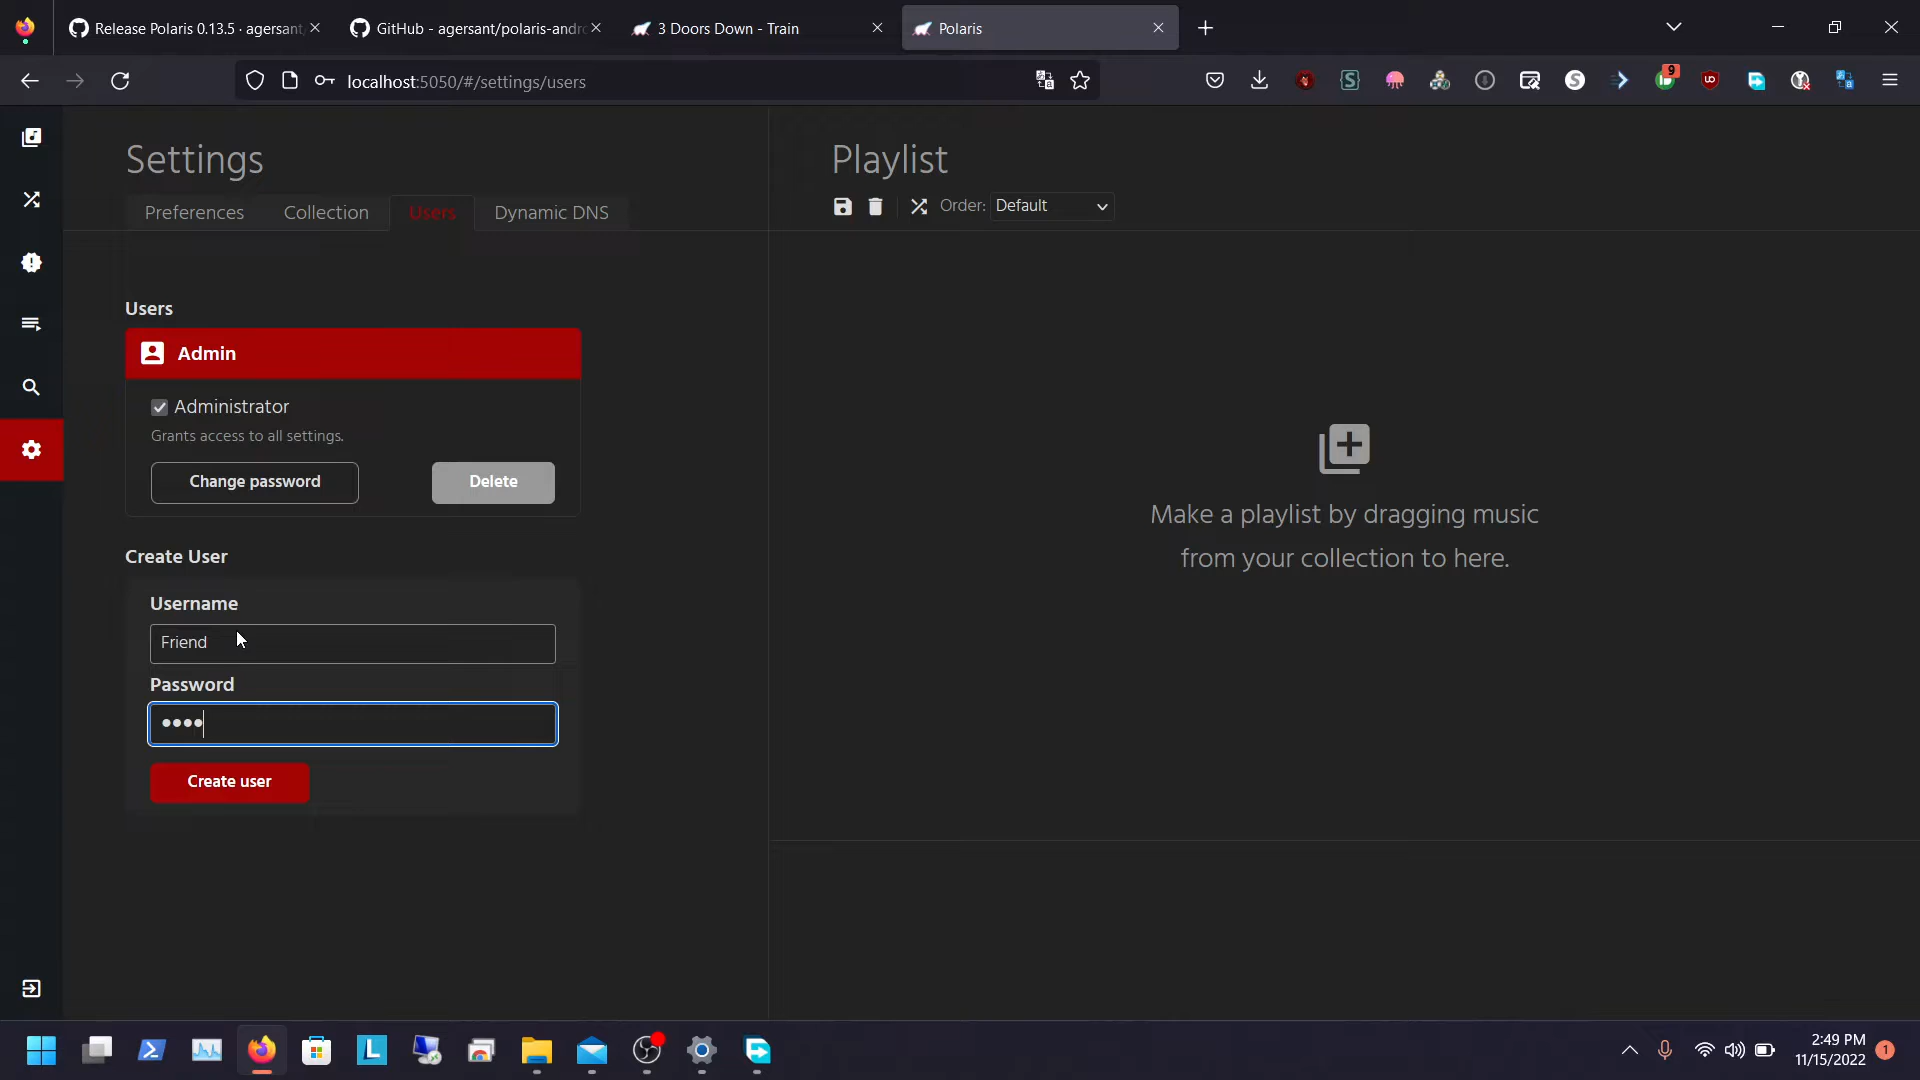 Release Polaris 0.13.5 · agersant
GitHub - agersant/polaris-andro
3 Doors Down - Train
Polaris
localhost:5050/#/settings/users
9
Settings
Preferences
Collection
Users
Dynamic DNS
Playlist
Order: Default
Users
Admin
Administrator
Grants access to all settings.
Change password
Delete
Create User
Username
Friend
Password
Create user
Make a playlist by dragging music
from your collection to here.
2:49 PM
11/15/2022
1